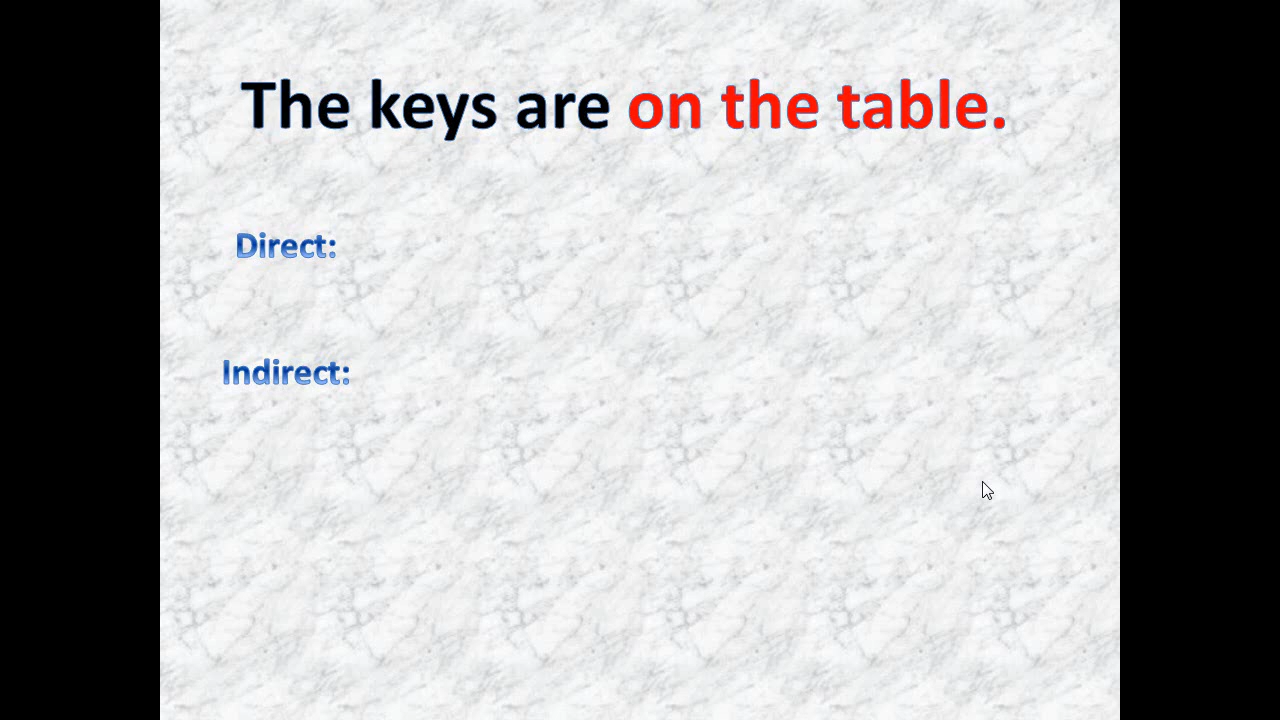 The keys are on the table.
Direct:
Indirect: